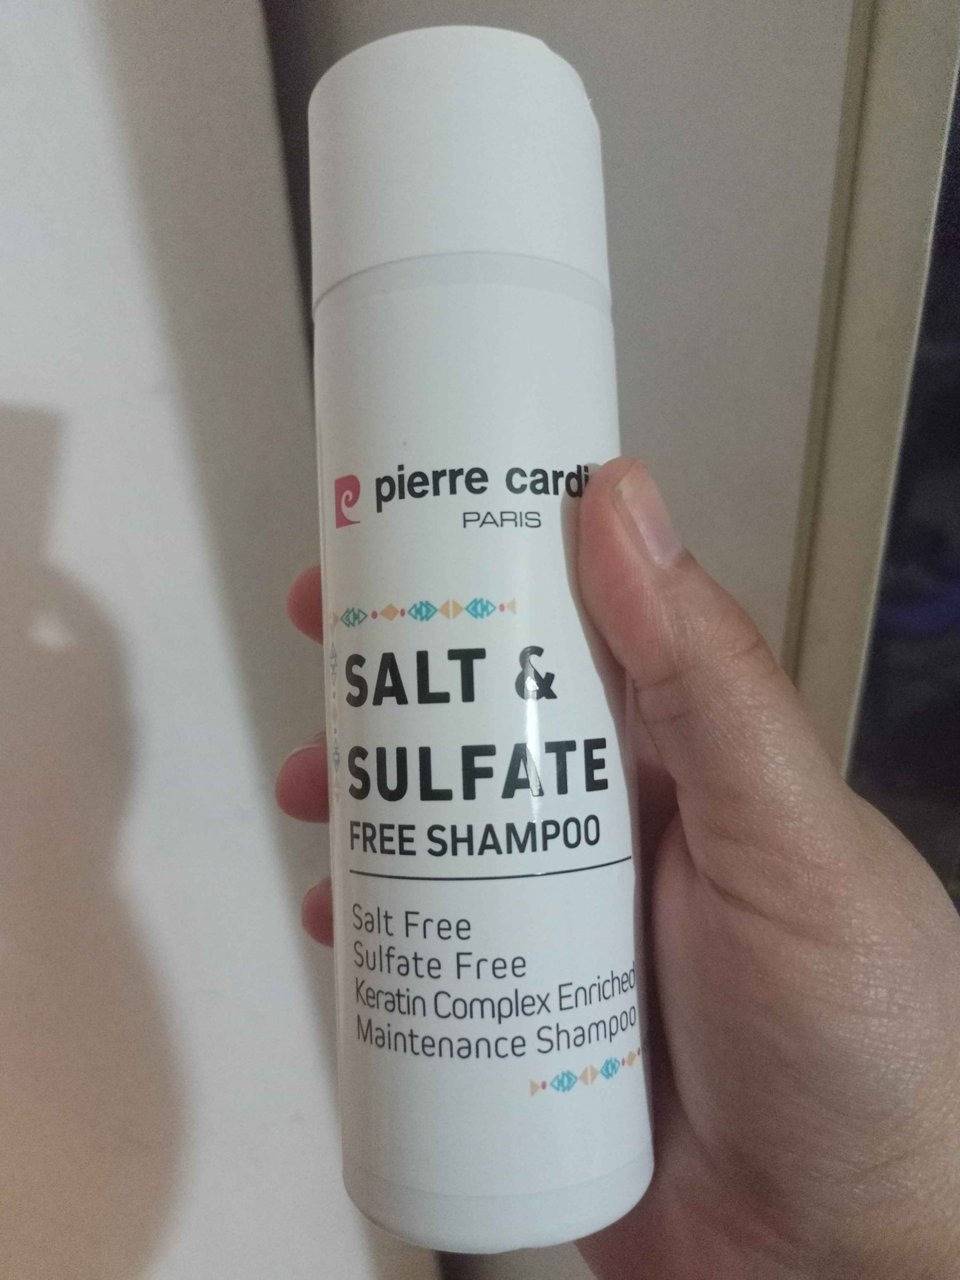 pierre cardi
PARIS
SALT &
SULFATE
FREE SHAMPOO
Salt Free
Sulfate Free
Keratin Complex Enriched
Maintenance Shampoo